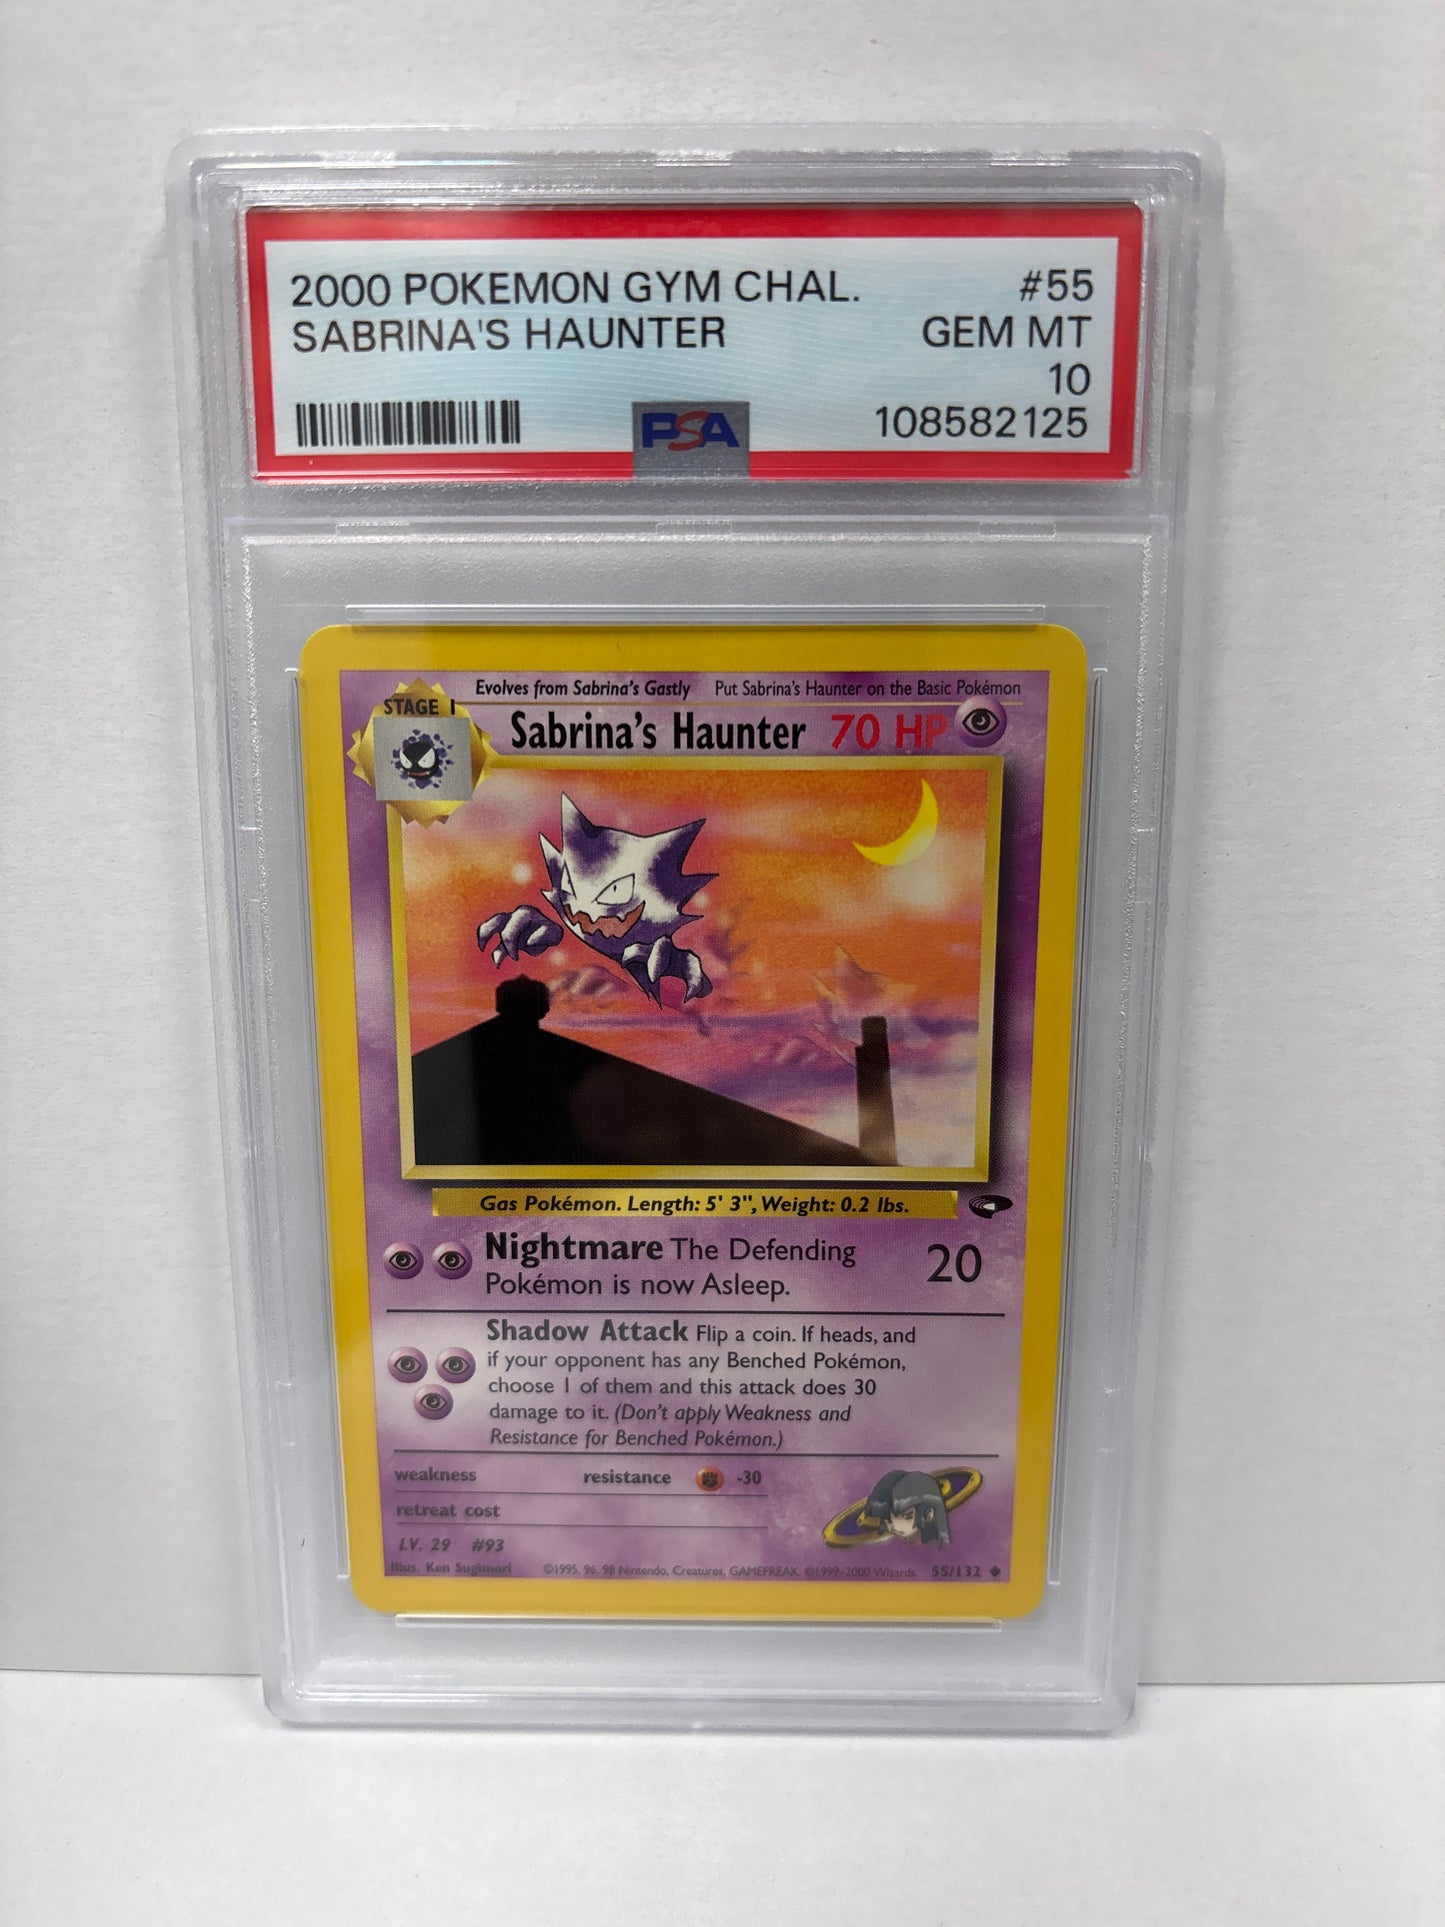 2000 POKEMON GYM CHAL. #55
SABRINA'S HAUNTER GEM MT
10
PSA 108582125
Evolves from Sabrina's Gastly Put Sabrina's Haunter on the Basic Pokémon
STAGE 1
Sabrina's Haunter 70 HP
Gas Pokémon. Length: 5' 3", Weight: 0.2 lbs.
Nightmare The Defending 20
Pokémon is now Asleep.
Shadow Attack Flip a coin. If heads, and
if your opponent has any Benched Pokémon,
choose 1 of them and this attack does 30
damage to it. (Don't apply Weakness and
Resistance for Benched Pokémon.)
weakness resistance -30
retreat cost
LV. 29 #93
Illus. Ken Sugimori ©1995, 96, 98 Nintendo, Creatures, GAMEFREAK. ©1999-2000 Wizards. 55/132